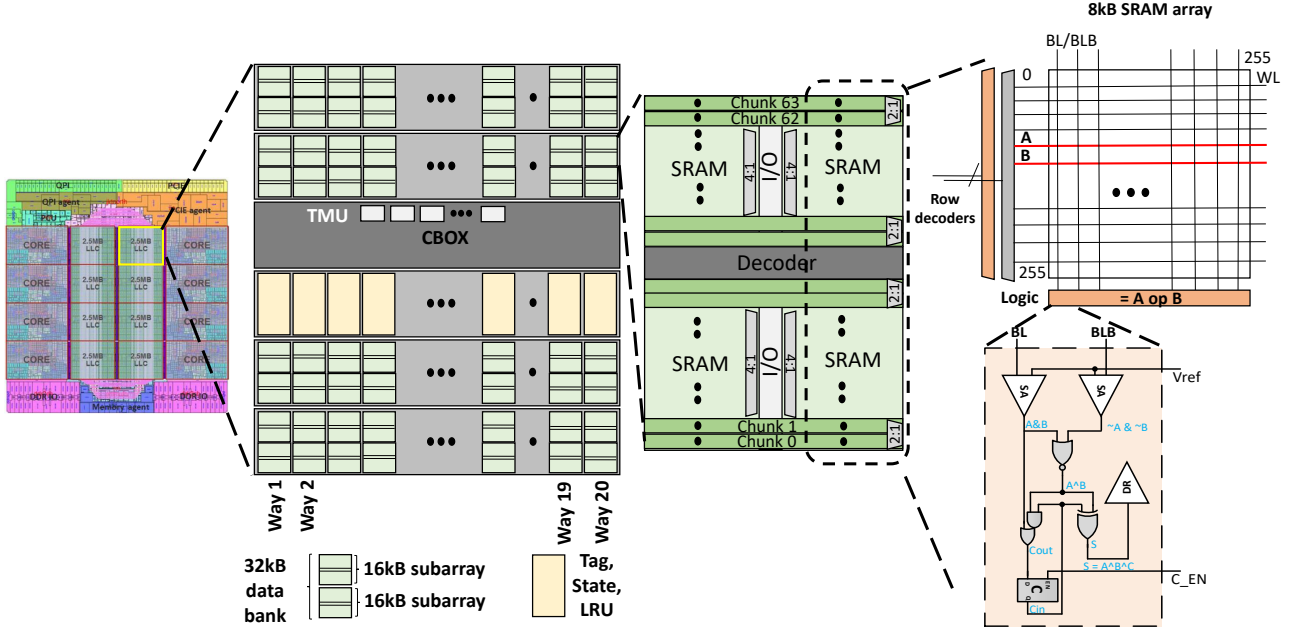 8kB SRAM array
BL/BLB
255
WL
0
A
B
Row
decoders
255
Logic
= A op B
QPI
PCIE
QPI agent
PCU
PCIE agent
CORE
2.5MB
LLC
2.5MB
LLC
CORE
CORE
2.5MB
LLC
2.5MB
LLC
CORE
CORE
2.5MB
LLC
2.5MB
LLC
CORE
CORE
2.5MB
LLC
2.5MB
LLC
CORE
DDR IO
Memory agent
DDR IO
TMU
CBOX
Way 1
Way 2
Way 19
Way 20
32kB
data
bank
16kB subarray
16kB subarray
Tag,
State,
LRU
Chunk 63
Chunk 62
2:1
SRAM
4:1
I/O
4:1
SRAM
2:1
Decoder
2:1
SRAM
4:1
I/O
4:1
SRAM
Chunk 1
Chunk 0
2:1
BL
BLB
Vref
SA
SA
A&B
~A & ~B
DR
A^B
Cout
S
S = A^B^C
C_EN
EN
D
C
Q
Cin